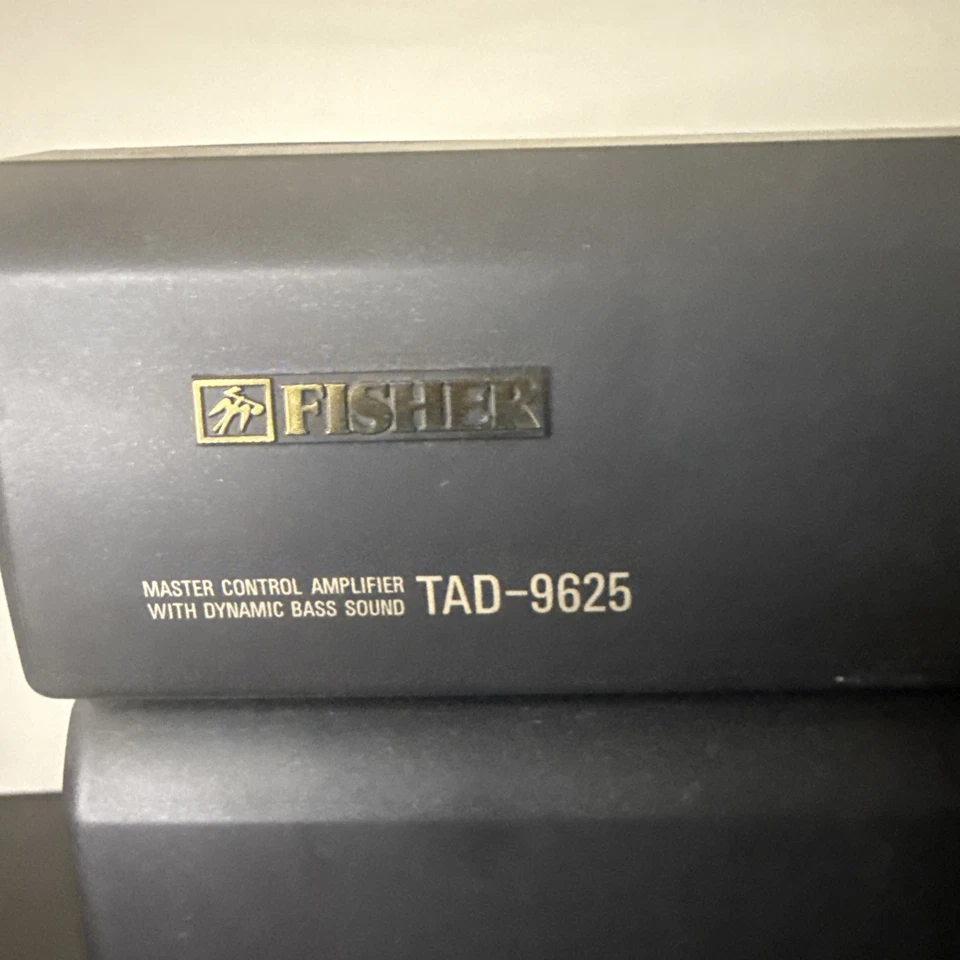 FISHER
MASTER CONTROL AMPLIFIER
WITH DYNAMIC BASS SOUND
TAD-9625